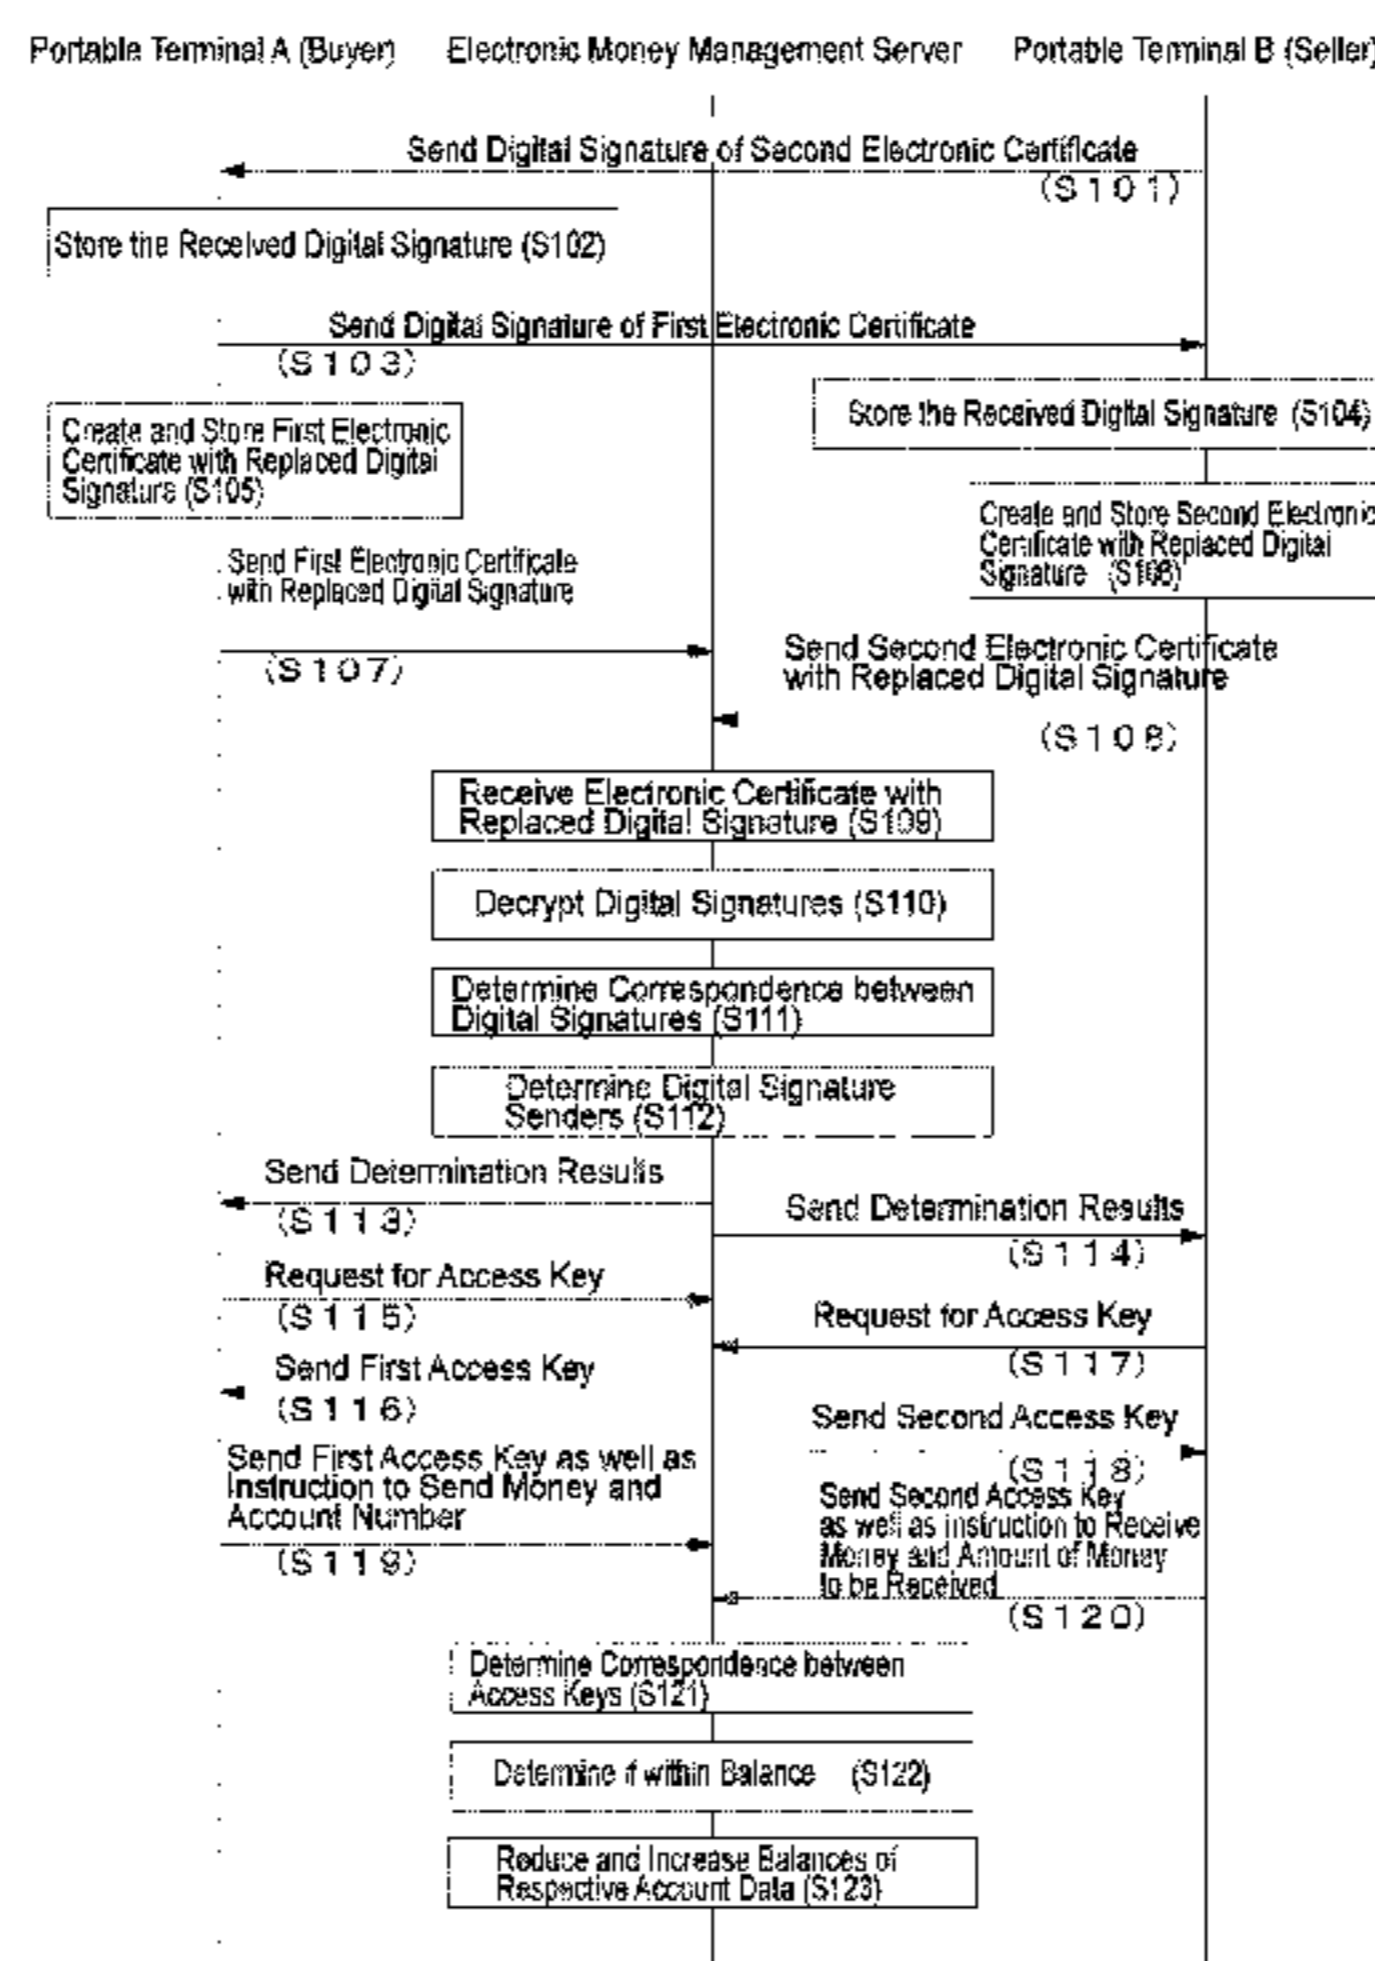 Portable Terminal A (Buyer)
Electronic Money Management Server
Portable Terminal B (Seller)
Send Digital Signature of Second Electronic Certificate
(S101)
Store the Received Digital Signature (S102)
Send Digital Signature of First Electronic Certificate
(S103)
Store the Received Digital Signature (S104)
Create and Store First Electronic
Certificate with Replaced Digital
Signature (S105)
Create and Store Second Electronic
Certificate with Replaced Digital
Signature (S106)
Send First Electronic Certificate
with Replaced Digital Signature
(S107)
Send Second Electronic Certificate
with Replaced Digital Signature
(S108)
Receive Electronic Certificate with
Replaced Digital Signature (S109)
Decrypt Digital Signatures (S110)
Determine Correspondence between
Digital Signatures (S111)
Determine Digital Signature
Senders (S112)
Send Determination Results
(S113)
Send Determination Results
(S114)
Request for Access Key
(S115)
Request for Access Key
(S117)
Send First Access Key
(S116)
Send Second Access Key
(S118)
Send First Access Key as well as
Instruction to Send Money and
Account Number
(S119)
Send Second Access Key
as well as instruction to Receive
Money and Amount of Money
to be Received
(S120)
Determine Correspondence between
Access Keys (S121)
Determine if within Balance (S122)
Reduce and Increase Balances of
Respective Account Data (S123)